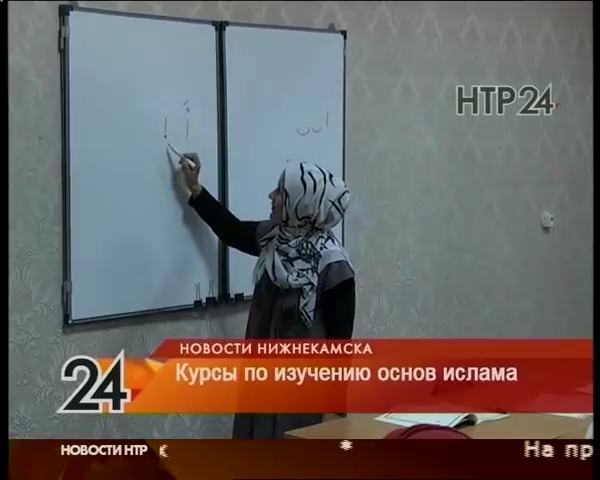 НТР24
НОВОСТИ НИЖНЕКАМСКА
24
Курсы по изучению основ ислама
НОВОСТИ НТР
На пр